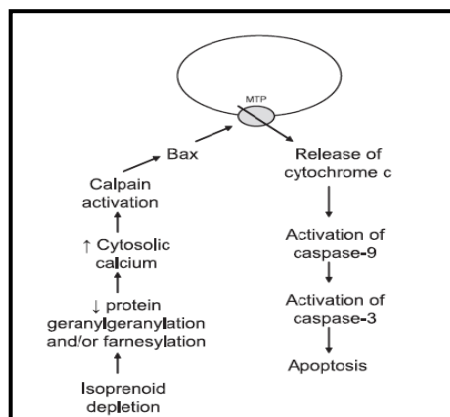 MTP
Bax
Calpain
activation
↑ Cytosolic
calcium
↓ protein
geranylgeranylation
and/or farnesylation
Isoprenoid
depletion
Release of
cytochrome c
Activation of
caspase-9
Activation of
caspase-3
Apoptosis